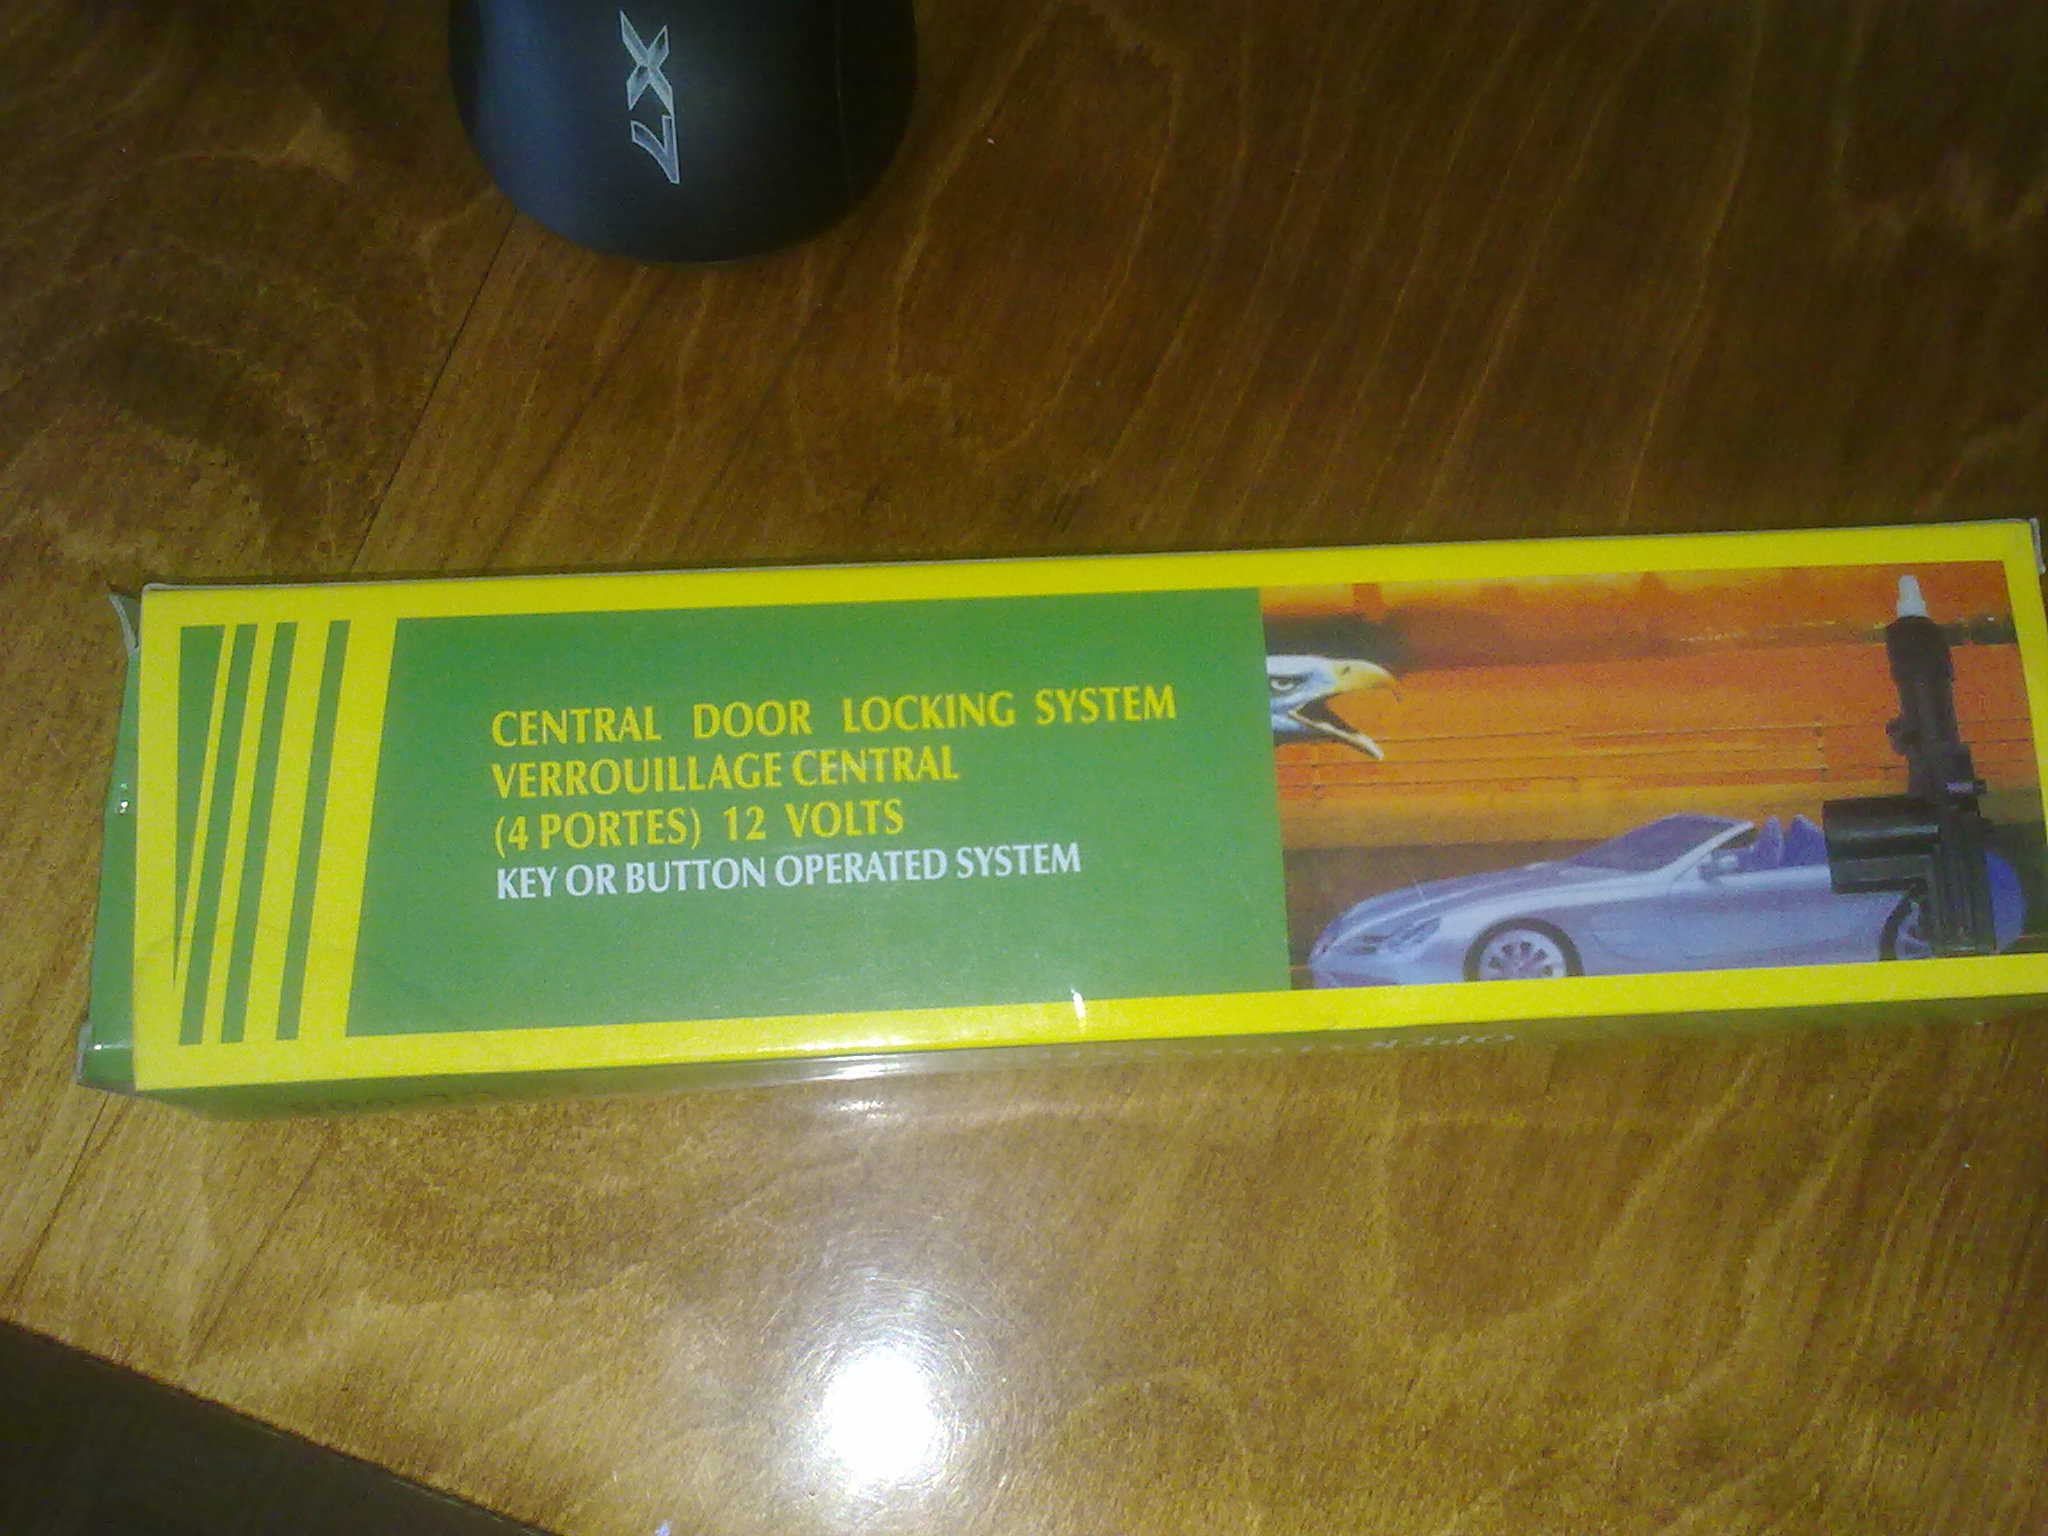 X7
CENTRAL DOOR LOCKING SYSTEM
VERROUILLAGE CENTRAL
(4 PORTES) 12 VOLTS
KEY OR BUTTON OPERATED SYSTEM